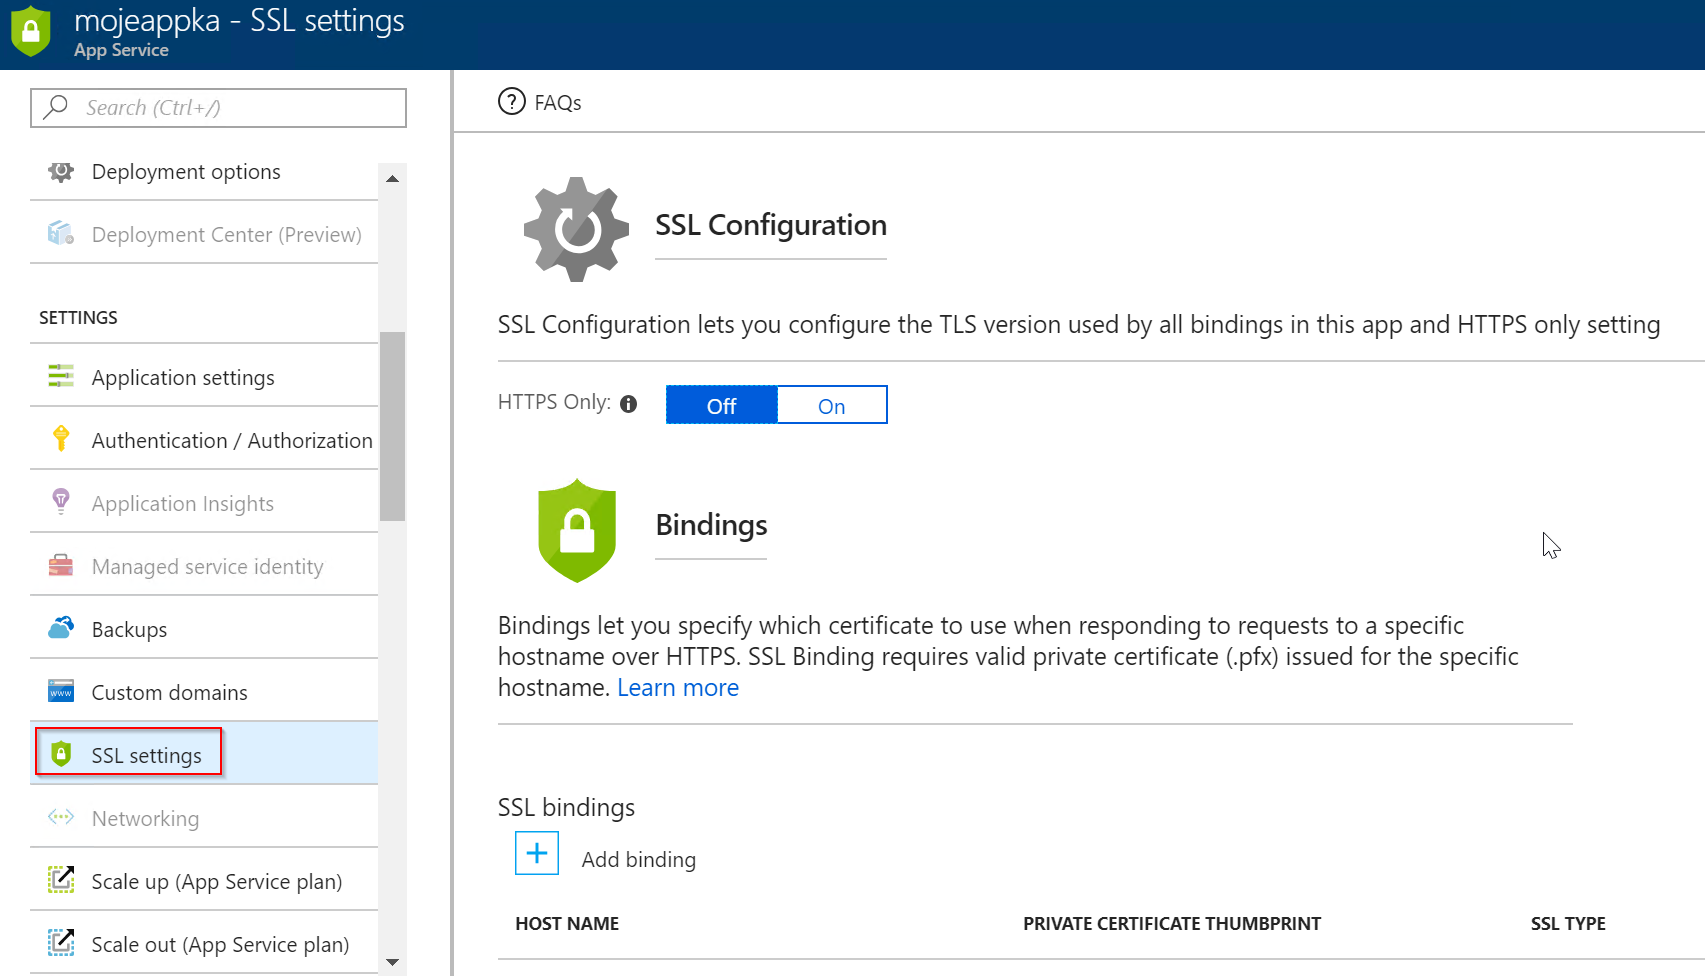 mojeappka - SSL settings
App Service
Search (Ctrl+/)
Deployment options
Deployment Center (Preview)
SETTINGS
Application settings
Authentication / Authorization
Application Insights
Managed service identity
Backups
Custom domains
SSL settings
Networking
Scale up (App Service plan)
Scale out (App Service plan)
FAQs
SSL Configuration
SSL Configuration lets you configure the TLS version used by all bindings in this app and HTTPS only setting
HTTPS Only:
Off
On
Bindings
Bindings let you specify which certificate to use when responding to requests to a specific
hostname over HTTPS. SSL Binding requires valid private certificate (.pfx) issued for the specific
hostname. Learn more
SSL bindings
Add binding
HOST NAME
PRIVATE CERTIFICATE THUMBPRINT
SSL TYPE